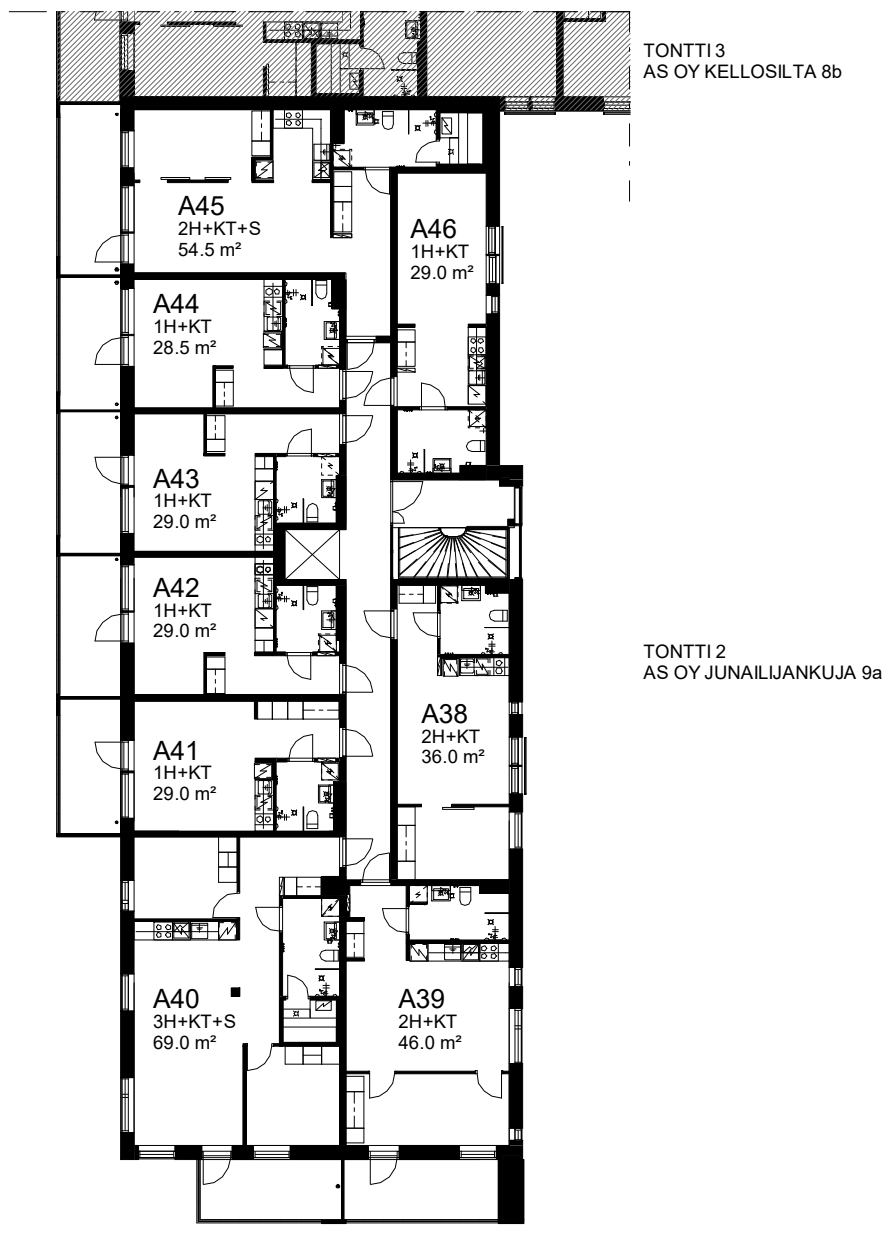 TONTTI 3
AS OY KELLOSILTA 8b
A45
2H+KT+S
54.5 m²
A46
1H+KT
29.0 m²
A44
1H+KT
28.5 m²
A43
1H+KT
29.0 m²
A42
1H+KT
29.0 m²
TONTTI 2
AS OY JUNAILIJANKUJA 9a
A38
2H+KT
36.0 m²
A41
1H+KT
29.0 m²
A40
3H+KT+S
69.0 m²
A39
2H+KT
46.0 m²